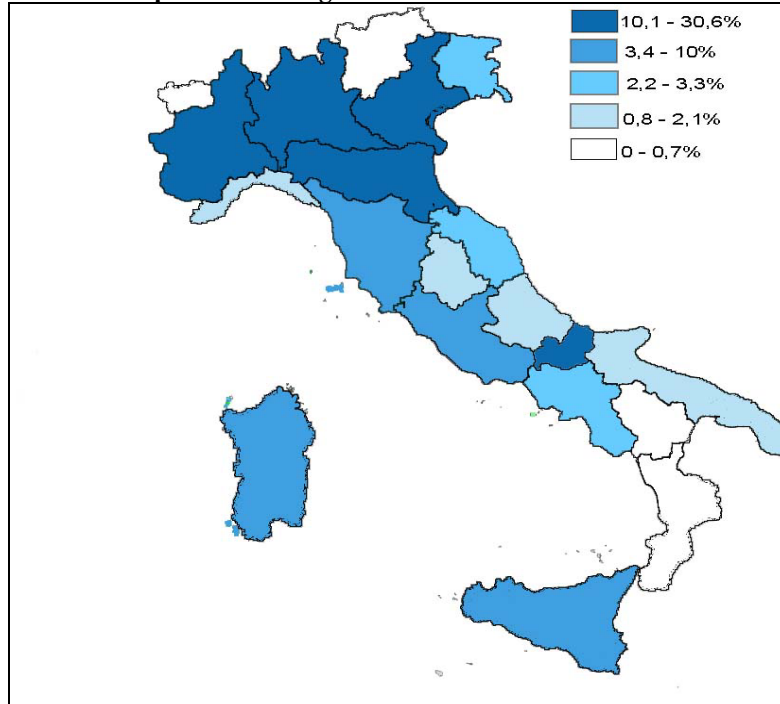 10,1 - 30,6%
3,4 - 10%
2,2 - 3,3%
0,8 - 2,1%
0 - 0,7%